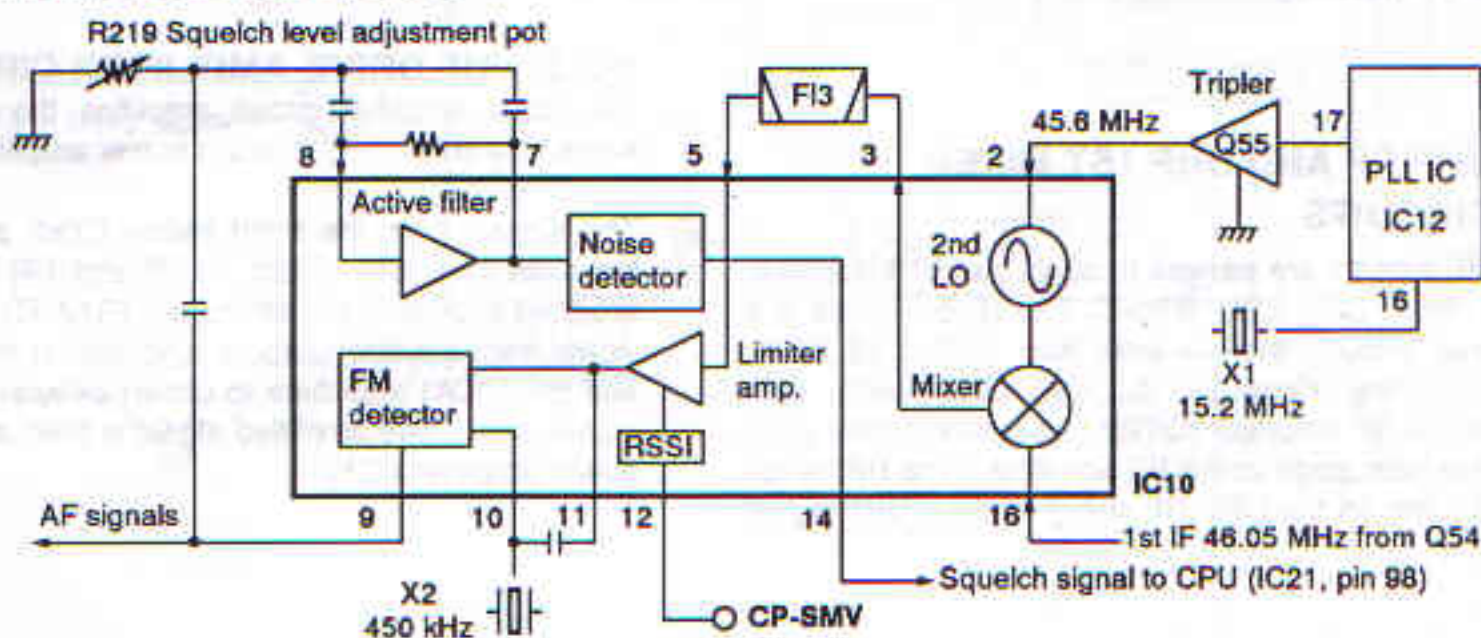 R219 Squelch level adjustment pot
FI3
Tripler
45.6 MHz
Q55
17
PLL IC
IC12
8
7
5
3
2
16
Active filter
Noise
detector
2nd
LO
X1
15.2 MHz
Limiter
amp.
Mixer
FM
detector
RSSI
IC10
AF signals
9
10
11
12
14
16
1st IF 46.05 MHz from Q54
Squelch signal to CPU (IC21, pin 98)
X2
450 kHz
CP-SMV